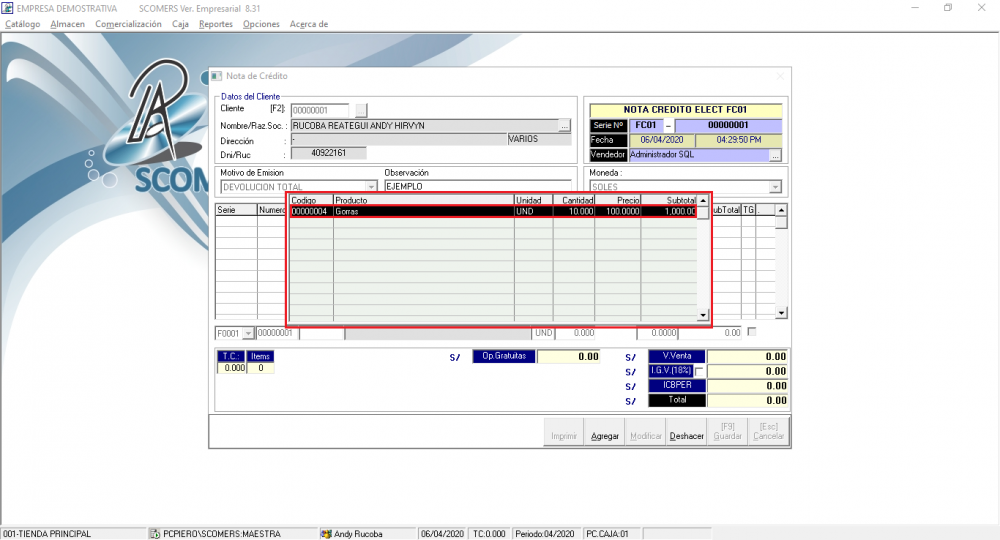 EMPRESA DEMOSTRATIVA SCOMERS Ver. Empresarial 8.31
Catálogo Almacen Comercialización Caja Reportes Opciones Acerca de
Nota de Crédito
Datos del Cliente
Cliente [F2]: 00000001
Nombre/Raz.Soc. : RUCOBA REATEGUI ANDY HIRVYN ...
Dirección : - VARIOS
Dni/Ruc : 40922161
NOTA CREDITO ELECT FC01
Serie Nº FC01 - 00000001
Fecha 06/04/2020 04:29:50 PM
Vendedor Administrador SQL ...
Motivo de Emision Observación Moneda :
DEVOLUCION TOTAL EJEMPLO SOLES
SCOM
Codigo Producto Unidad Cantidad Precio Subtotal
00000004 Gorras UND 10.000 100.0000 1,000.00
Serie Numero ubTotal TG .
F0001 00000001 UND 0.000 0.0000 0.00
T.C.: Items S/ Op.Gratuitas 0.00 S/ V.Venta 0.00
0.000 0 S/ I.G.V.(18%) 0.00
S/ ICBPER 0.00
S/ Total 0.00
Imprimir Agregar Modificar Deshacer [F9] Guardar [Esc] Cancelar
001-TIENDA PRINCIPAL PCPIERO\SCOMERS:MAESTRA Andy Rucoba 06/04/2020 TC:0.000 Periodo:04/2020 PC.CAJA:01